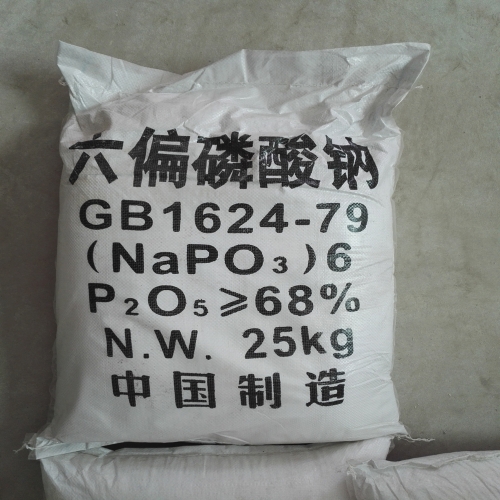 六偏磷酸钠
GB1624-79
(NaPO₃)6
P₂O₅≥68%
N.W. 25kg
中国制造